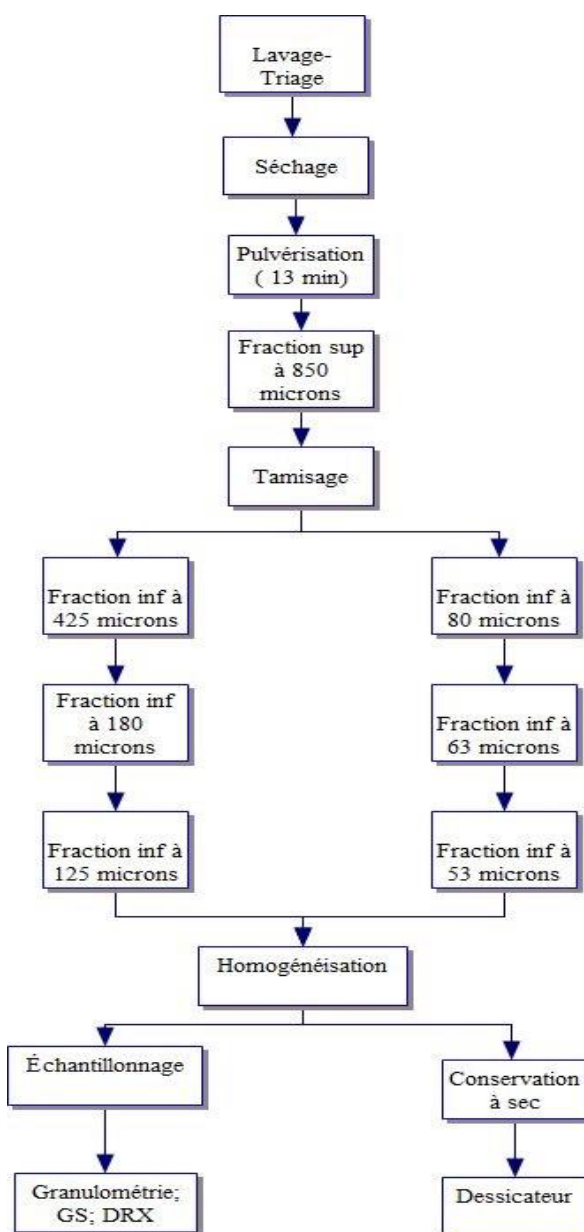 Lavage-
Triage
Séchage
Pulvérisation
( 13 min)
Fraction sup
à 850
microns
Tamisage
Fraction inf à
425 microns
Fraction inf
à 180
microns
Fraction inf à
125 microns
Fraction inf à
80 microns
Fraction inf à
63 microns
Fraction inf à
53 microns
Homogénéisation
Échantillonnage
Granulométrie;
GS; DRX
Conservation
à sec
Dessicateur